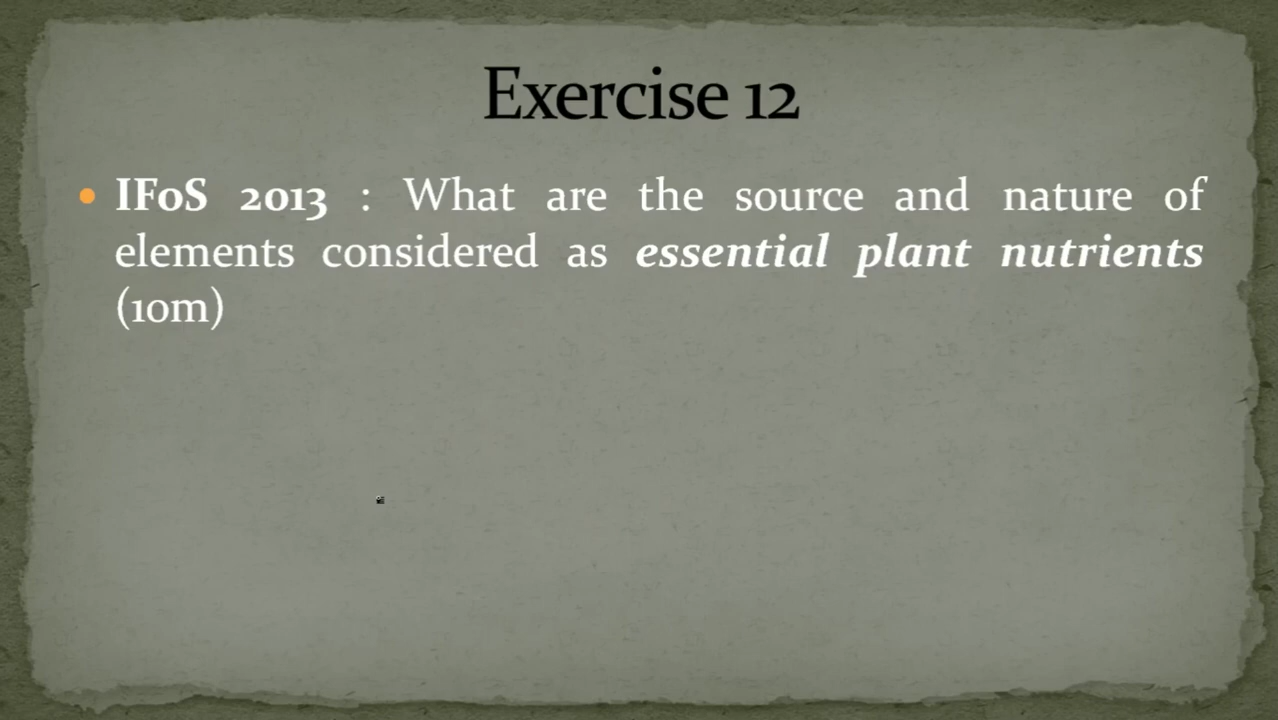 Exercise 12
• IFoS 2013 : What are the source and nature of
elements considered as essential plant nutrients
(10m)